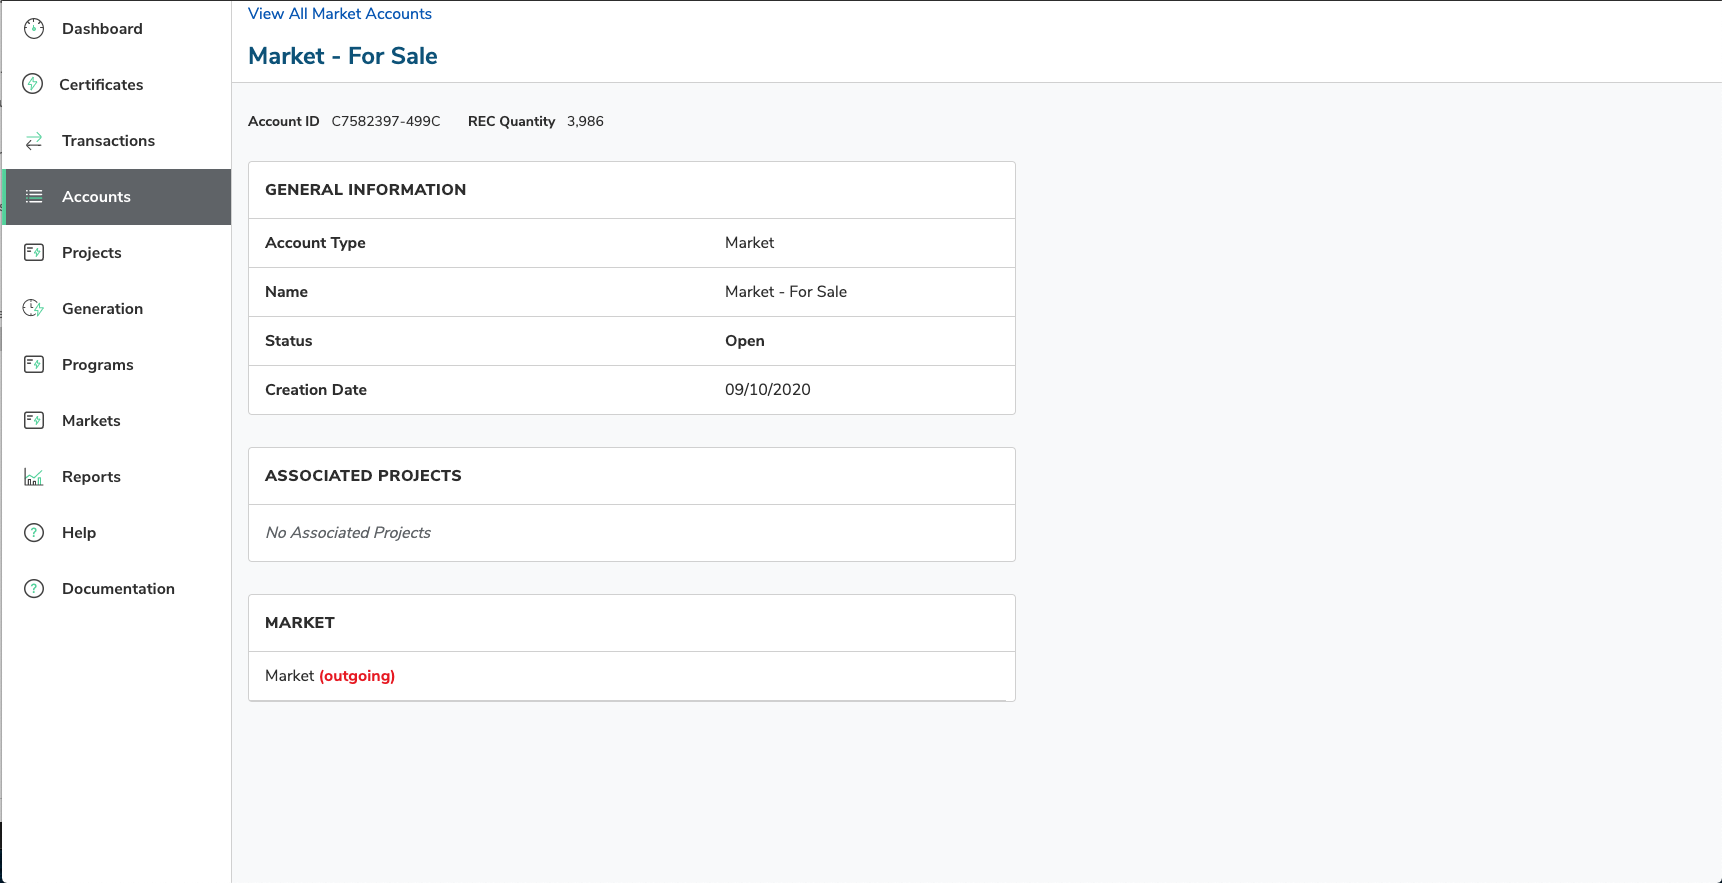 Dashboard
Certificates
Transactions
Accounts
Projects
Generation
Programs
Markets
Reports
Help
Documentation
View All Market Accounts
Market - For Sale
Account ID C7582397-499C REC Quantity 3,986
GENERAL INFORMATION
Account Type Market
Name Market - For Sale
Status Open
Creation Date 09/10/2020
ASSOCIATED PROJECTS
No Associated Projects
MARKET
Market (outgoing)